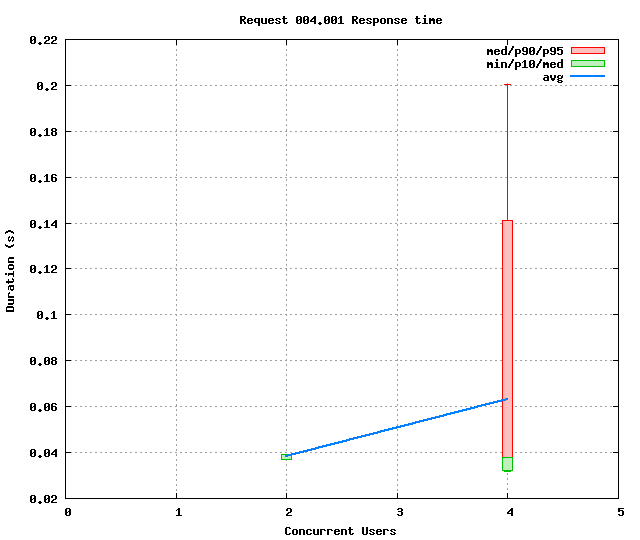 Request 004.001 Response time
med/p90/p95
min/p10/med
avg
0.22
0.2
0.18
0.16
0.14
0.12
0.1
0.08
0.06
0.04
0.02
Duration (s)
0 1 2 3 4 5
Concurrent Users